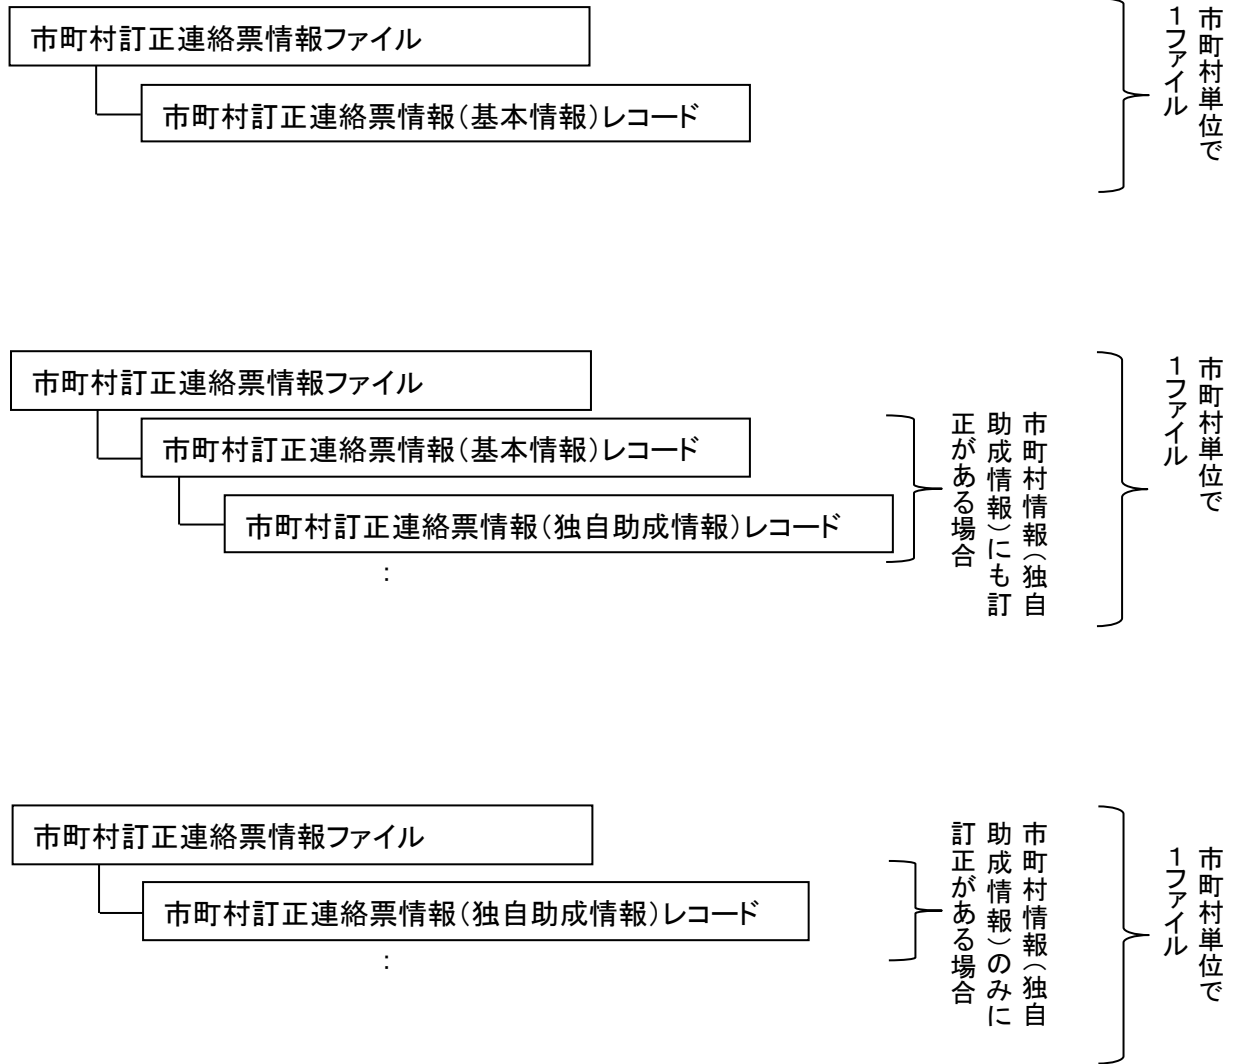 市町村訂正連絡票情報ファイル
市町村訂正連絡票情報（基本情報）レコード
市町村単位で
１ファイル
市町村訂正連絡票情報ファイル
市町村訂正連絡票情報（基本情報）レコード
市町村訂正連絡票情報（独自助成情報）レコード
：
市町村情報（独自
助成情報）にも訂
正がある場合
市町村単位で
１ファイル
市町村訂正連絡票情報ファイル
市町村訂正連絡票情報（独自助成情報）レコード
：
市町村情報（独自
助成情報）のみに
訂正がある場合
市町村単位で
１ファイル